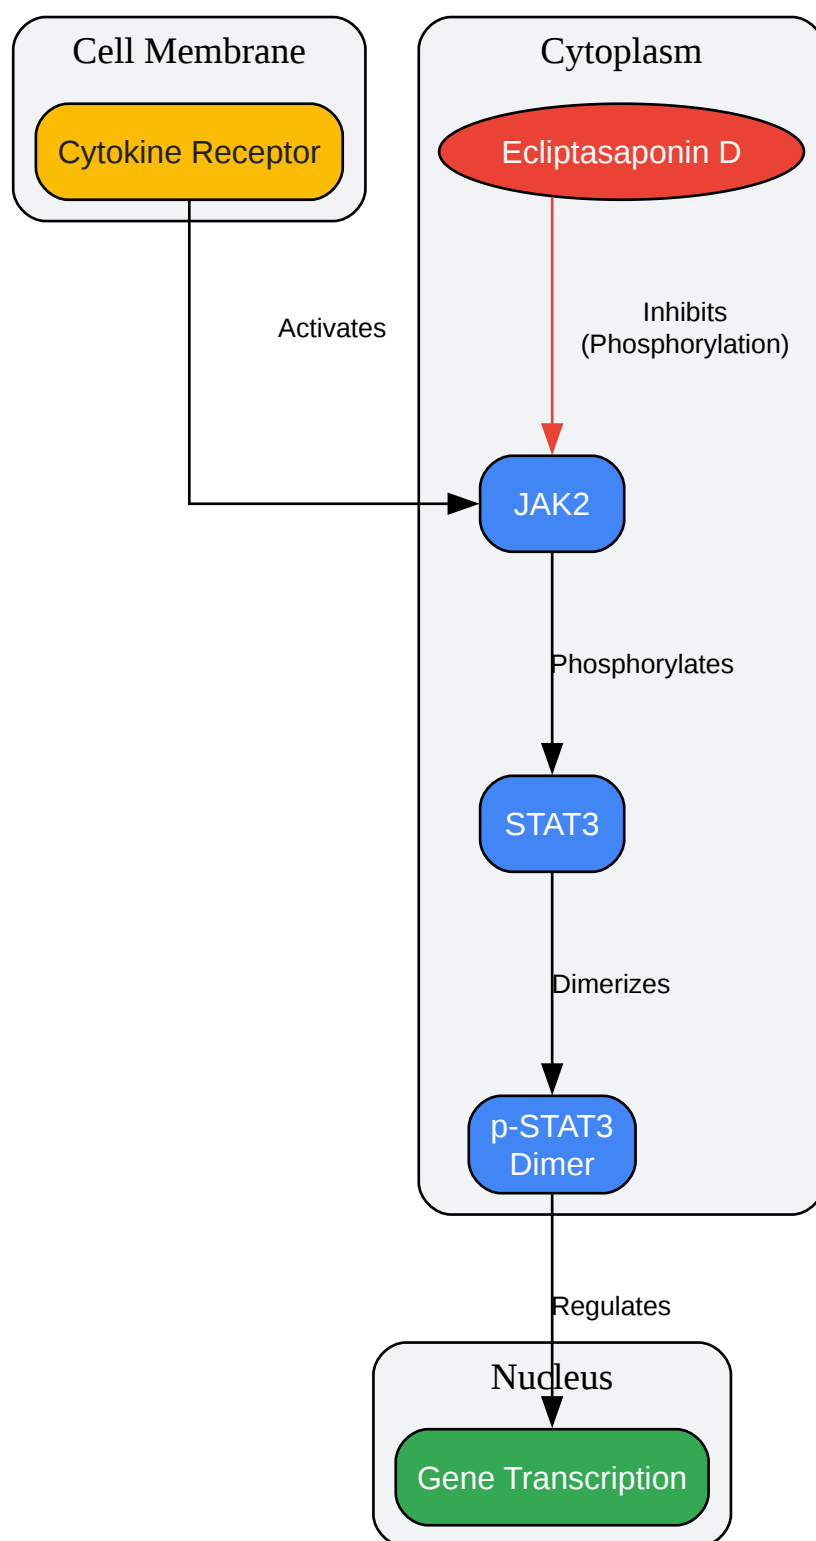 Cell Membrane
Cytoplasm
Cytokine Receptor
Ecliptasaponin D
Activates
Inhibits
(Phosphorylation)
JAK2
Phosphorylates
STAT3
Dimerizes
p-STAT3
Dimer
Regulates
Nucleus
Gene Transcription